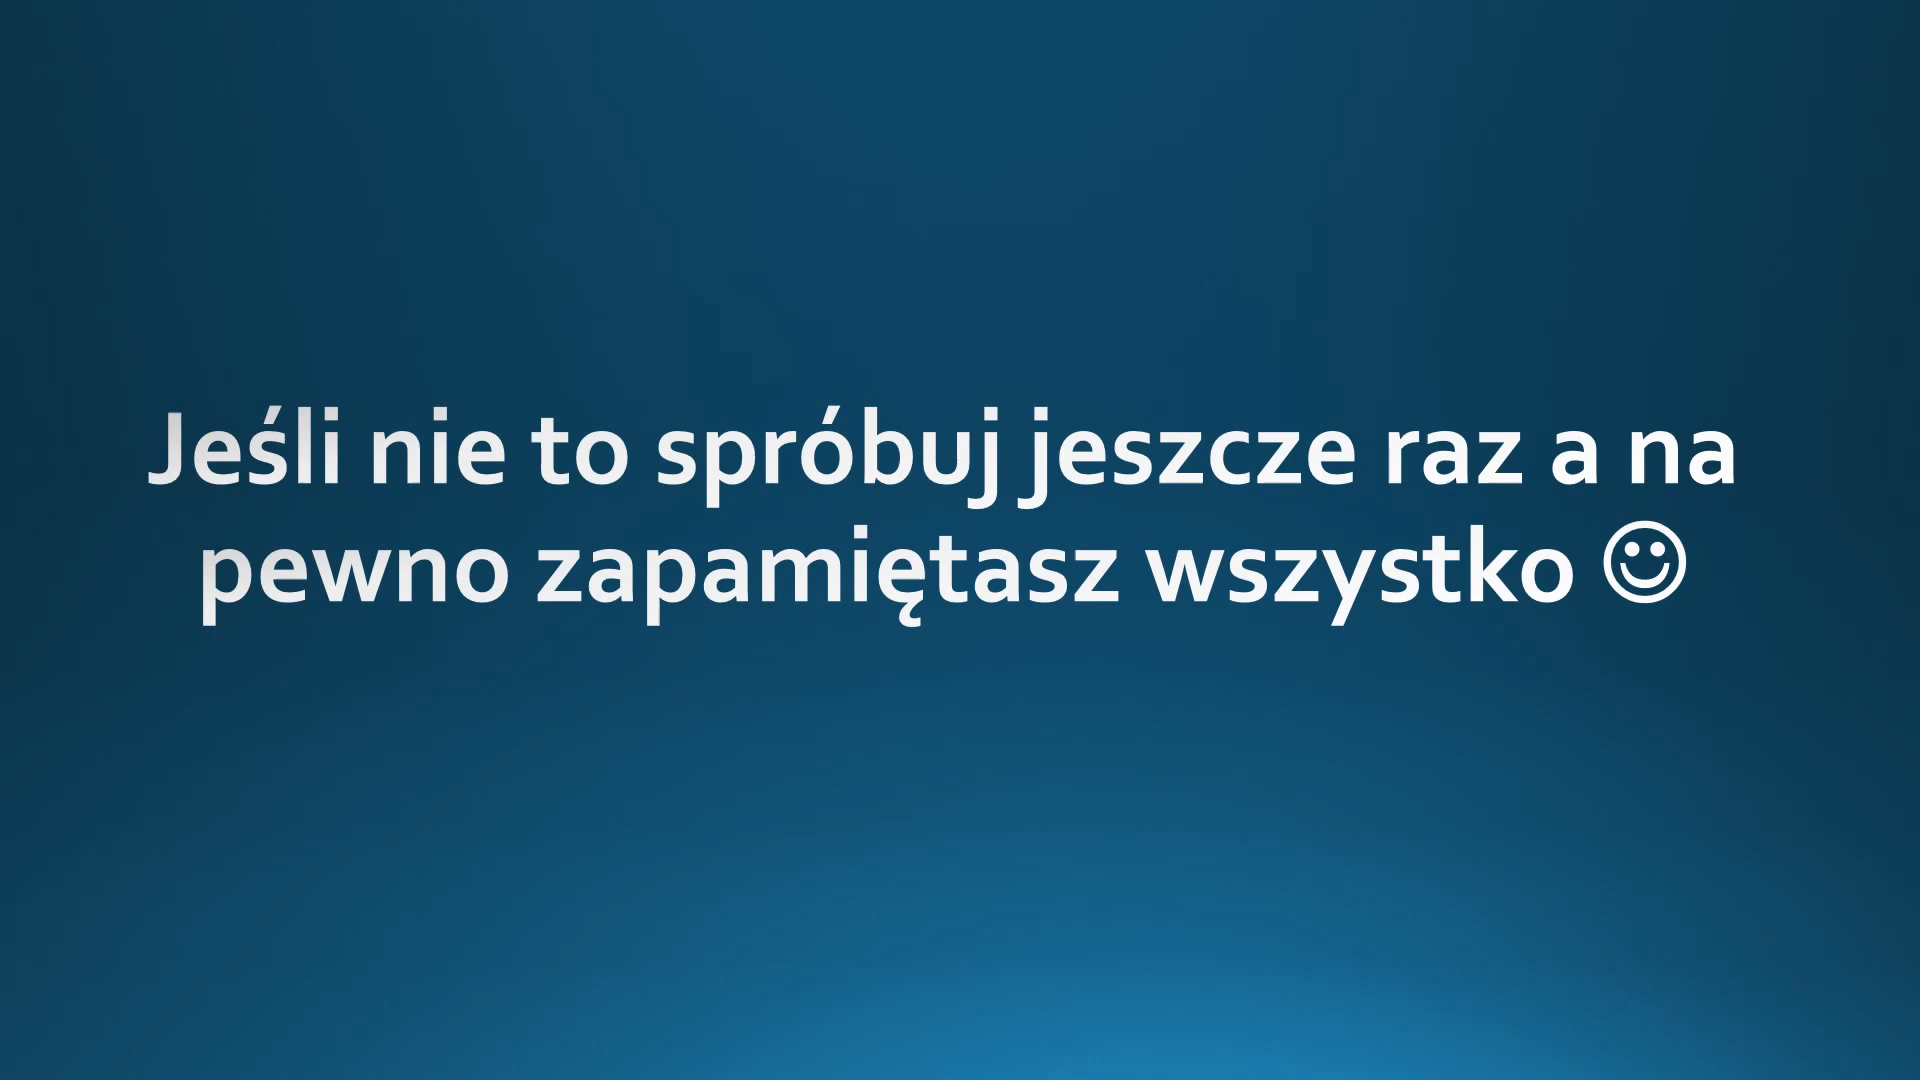 Jeśli nie to spróbuj jeszcze raz a na
pewno zapamiętasz wszystko ☺